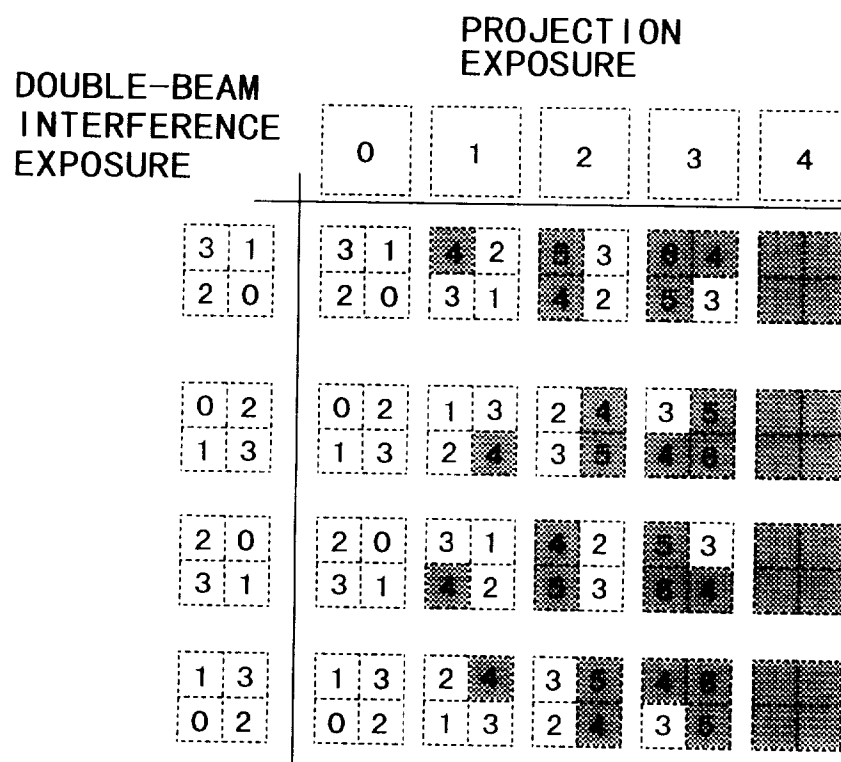 PROJECTION
EXPOSURE
DOUBLE-BEAM
INTERFERENCE
EXPOSURE
0 1 2 3 4
3 1 3 1 4 2 5 3 6 4
2 0 2 0 3 1 4 2 5 3
0 2 0 2 1 3 2 4 3 5
1 3 1 3 2 4 3 5 4 6
2 0 2 0 3 1 4 2 5 3
3 1 3 1 4 2 5 3 6 4
1 3 1 3 2 4 3 5 4 6
0 2 0 2 1 3 2 4 3 5